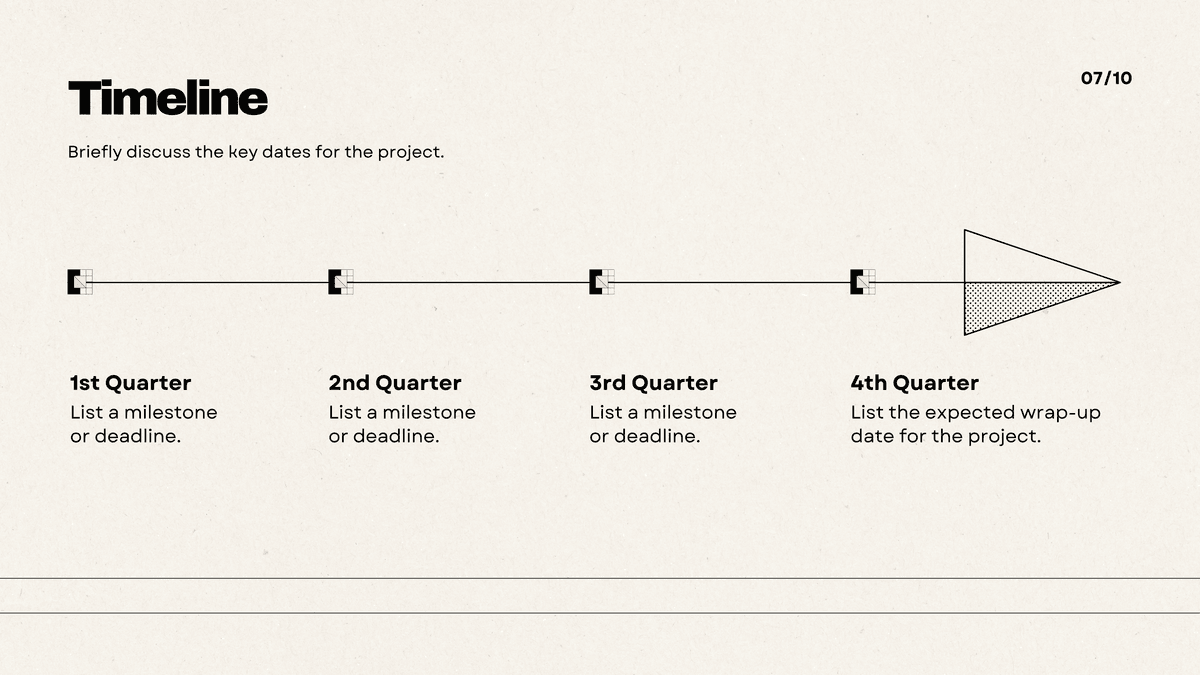 Timeline
07/10
Briefly discuss the key dates for the project.
1st Quarter
List a milestone
or deadline.
2nd Quarter
List a milestone
or deadline.
3rd Quarter
List a milestone
or deadline.
4th Quarter
List the expected wrap-up
date for the project.